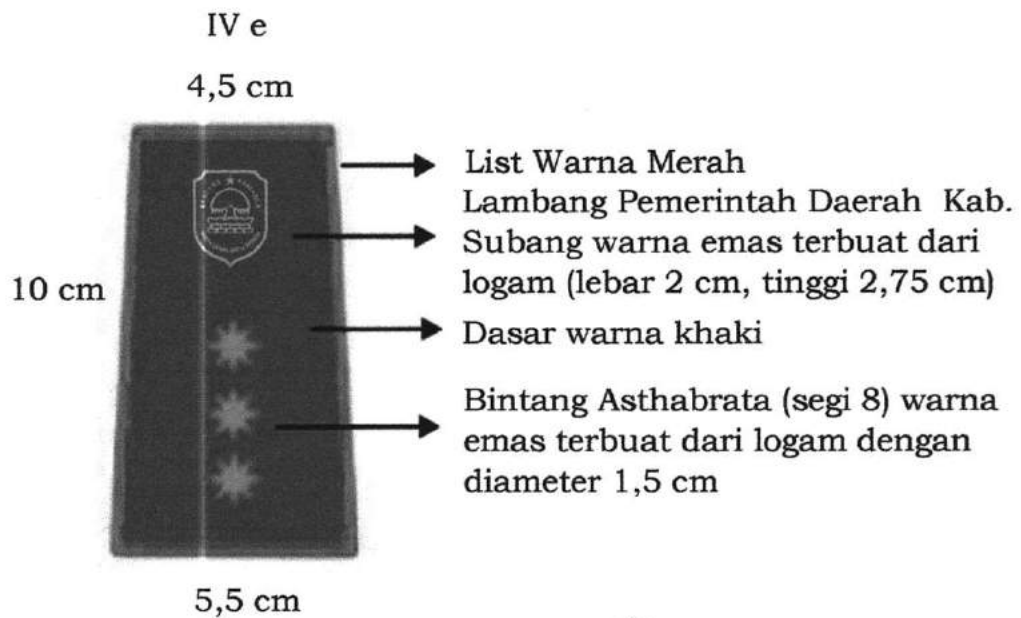 IV e
4,5 cm
List Warna Merah
Lambang Pemerintah Daerah Kab.
Subang warna emas terbuat dari
logam (lebar 2 cm, tinggi 2,75 cm)
10 cm
Dasar warna khaki
Bintang Asthabrata (segi 8) warna
emas terbuat dari logam dengan
diameter 1,5 cm
5,5 cm